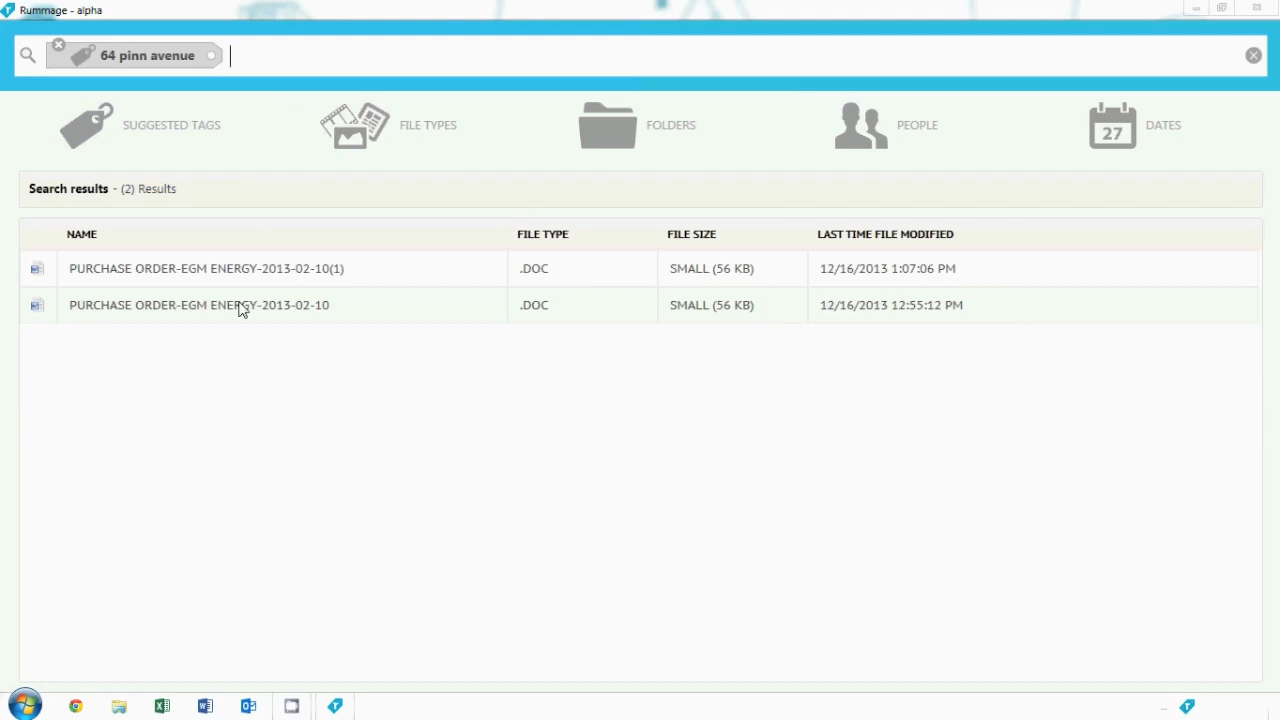 Rummage - alpha
64 pinn avenue
SUGGESTED TAGS
FILE TYPES
FOLDERS
PEOPLE
27
DATES
Search results - (2) Results
NAME FILE TYPE FILE SIZE LAST TIME FILE MODIFIED
PURCHASE ORDER-EGM ENERGY-2013-02-10(1) .DOC SMALL (56 KB) 12/16/2013 1:07:06 PM
PURCHASE ORDER-EGM ENERGY-2013-02-10 .DOC SMALL (56 KB) 12/16/2013 12:55:12 PM